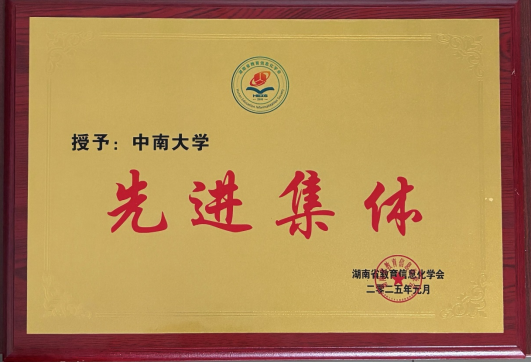 授予：中南大学
先进集体
湖南省教育信息化学会
二零二五年元月